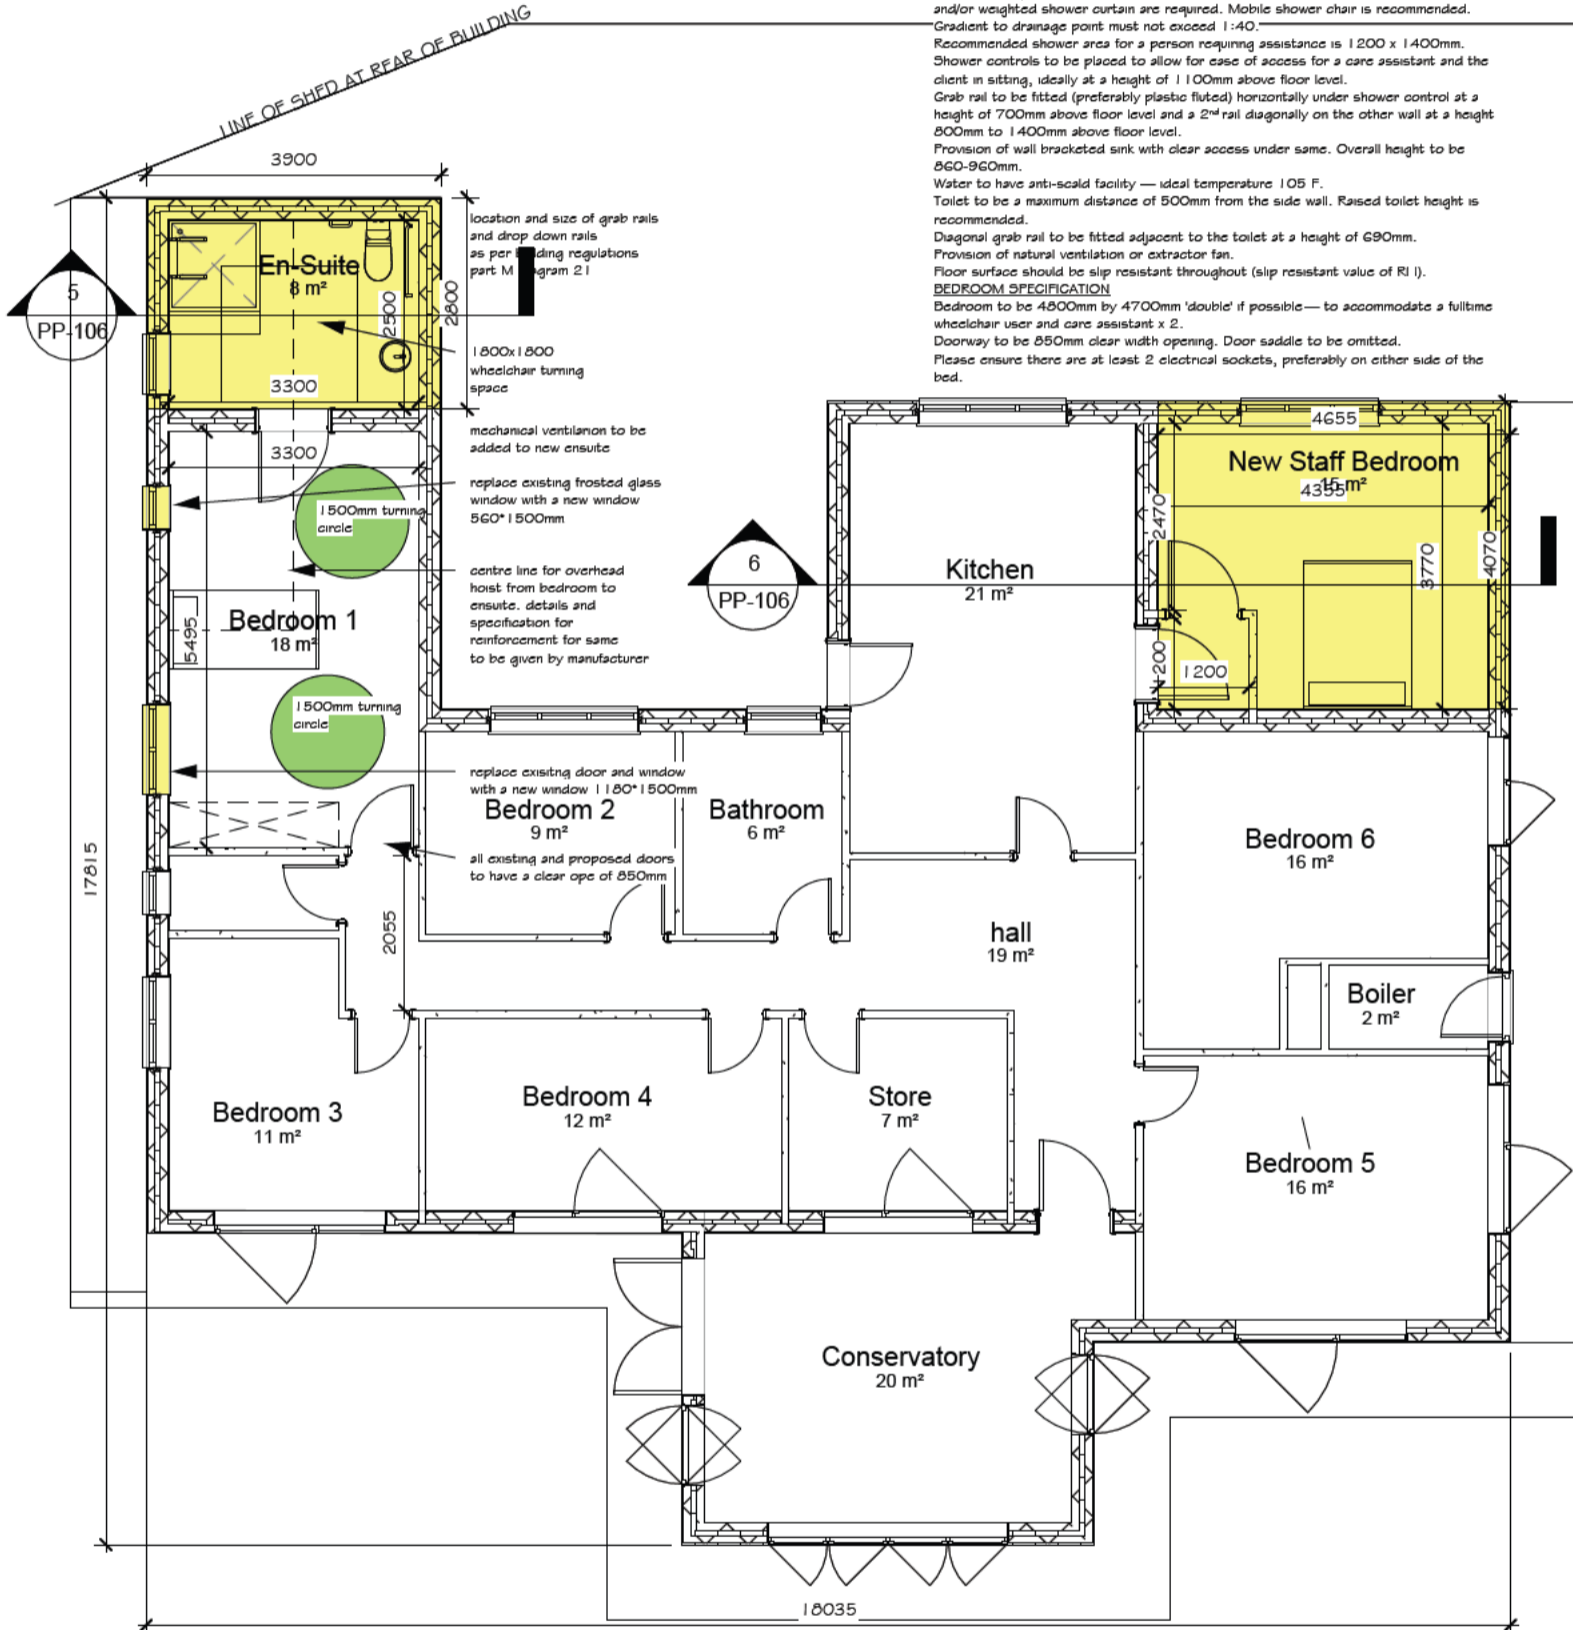 and/or weighted shower curtain are required. Mobile shower chair is recommended.
Gradient to drainage point must not exceed 1:40.
Recommended shower area for a person requiring assistance is 1200 x 1400mm.
Shower controls to be placed to allow for ease of access for a care assistant and the
client in sitting, ideally at a height of 1100mm above floor level.
Grab rail to be fitted (preferably plastic fluted) horizontally under shower control at a
height of 700mm above floor level and a 2nd rail diagonally on the other wall at a height
800mm to 1400mm above floor level.
Provision of wall bracketed sink with clear access under same. Overall height to be
860-960mm.
Water to have anti-scald facility — ideal temperature 105 F.
Toilet to be a maximum distance of 500mm from the side wall. Raised toilet height is
recommended.
Diagonal grab rail to be fitted adjacent to the toilet at a height of 690mm.
Provision of natural ventilation or extractor fan.
Floor surface should be slip resistant throughout (slip resistant value of R11).
BEDROOM SPECIFICATION
Bedroom to be 4800mm by 4700mm 'double' if possible — to accommodate a fulltime
wheelchair user and care assistant x 2.
Doorway to be 850mm clear width opening. Door saddle to be omitted.
Please ensure there are at least 2 electrical sockets, preferably on either side of the
bed.
LINE OF SHED AT REAR OF BUILDING
3900
location and size of grab rails
and drop down rails
as per building regulations
part M diagram 21
En-Suite
8 m²
5
PP-106
2500
2800
1800x1800
wheelchair turning
space
3300
mechanical ventilarion to be
added to new ensuite
3300
replace existing frosted glass
window with a new window
560*1500mm
1500mm turning
circle
centre line for overhead
hoist from bedroom to
ensuite. details and
specification for
reinforcement for same
to be given by manufacturer
Bedroom 1
18 m²
5495
1500mm turning
circle
replace exisitng door and window
with a new window 1180*1500mm
all existing and proposed doors
to have a clear ope of 850mm
6
PP-106
Kitchen
21 m²
4655
New Staff Bedroom
15 m²
4355
2470
3770
4070
1200
1200
Bedroom 2
9 m²
Bathroom
6 m²
Bedroom 6
16 m²
17815
2055
hall
19 m²
Boiler
2 m²
Bedroom 3
11 m²
Bedroom 4
12 m²
Store
7 m²
Bedroom 5
16 m²
Conservatory
20 m²
18035